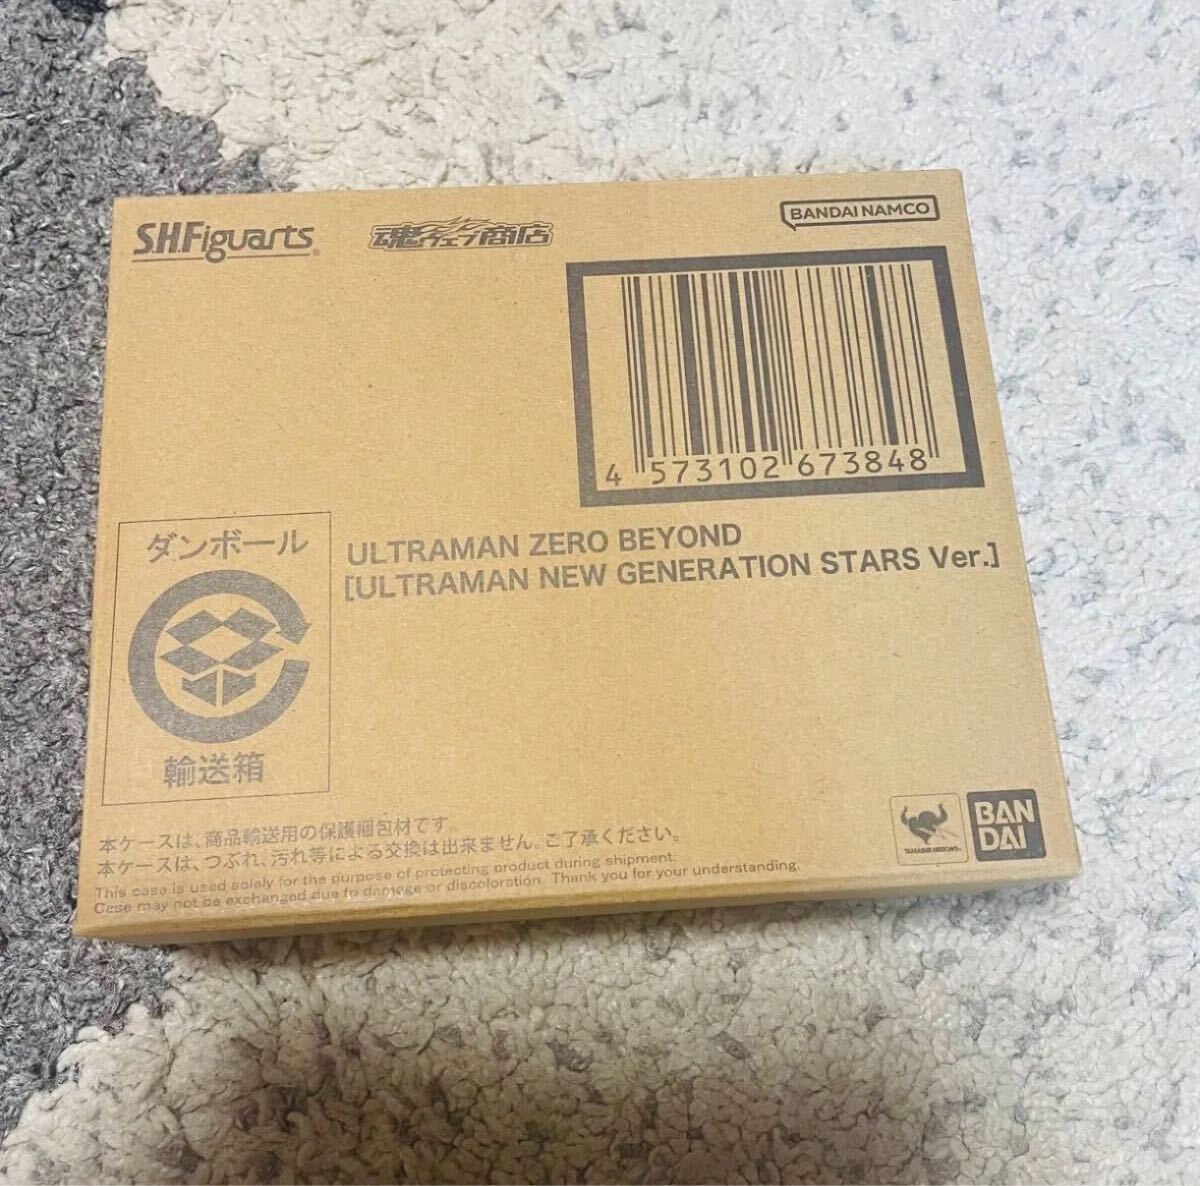 S.H.Figuarts®
魂ウェブ商店
BANDAI NAMCO
4 573102 673848
ダンボール
輸送箱
ULTRAMAN ZERO BEYOND
[ULTRAMAN NEW GENERATION STARS Ver.]
本ケースは、商品輸送用の保護梱包材です。
本ケースは、つぶれ、汚れ等による交換は出来ません。ご了承ください。
This case is used solely for the purpose of protecting product during shipment.
Case may not be exchanged due to damage or discoloration. Thank you for your understanding.
TAMASHII NATIONS
BAN
DAI